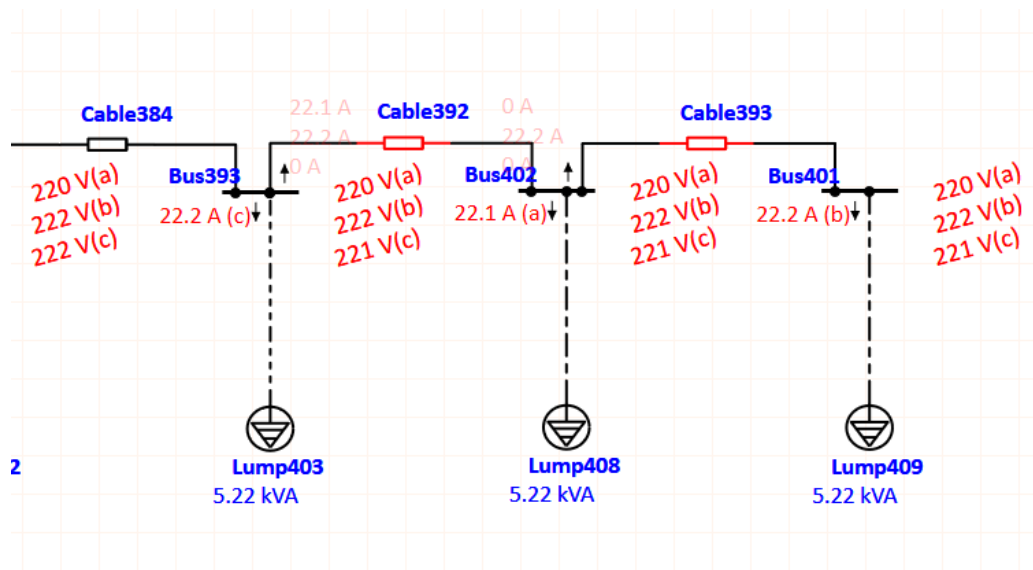 Cable384
22.1 A
22.2 A
0 A
Cable392
0 A
22.2 A
0 A
Cable393
Bus393
Bus402
Bus401
220 V(a)
222 V(b)
222 V(c)
22.2 A (c)
220 V(a)
222 V(b)
221 V(c)
22.1 A (a)
220 V(a)
222 V(b)
221 V(c)
22.2 A (b)
220 V(a)
222 V(b)
221 V(c)
2
Lump403
5.22 kVA
Lump408
5.22 kVA
Lump409
5.22 kVA